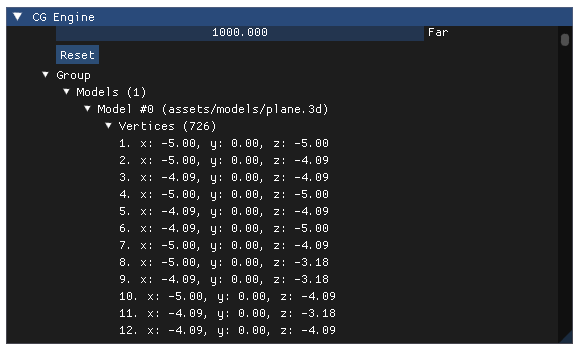 CG Engine
1000.000 Far
Reset
Group
Models (1)
Model #0 (assets/models/plane.3d)
Vertices (726)
1. x: -5.00, y: 0.00, z: -5.00
2. x: -5.00, y: 0.00, z: -4.09
3. x: -4.09, y: 0.00, z: -4.09
4. x: -5.00, y: 0.00, z: -5.00
5. x: -4.09, y: 0.00, z: -4.09
6. x: -4.09, y: 0.00, z: -5.00
7. x: -5.00, y: 0.00, z: -4.09
8. x: -5.00, y: 0.00, z: -3.18
9. x: -4.09, y: 0.00, z: -3.18
10. x: -5.00, y: 0.00, z: -4.09
11. x: -4.09, y: 0.00, z: -3.18
12. x: -4.09, y: 0.00, z: -4.09